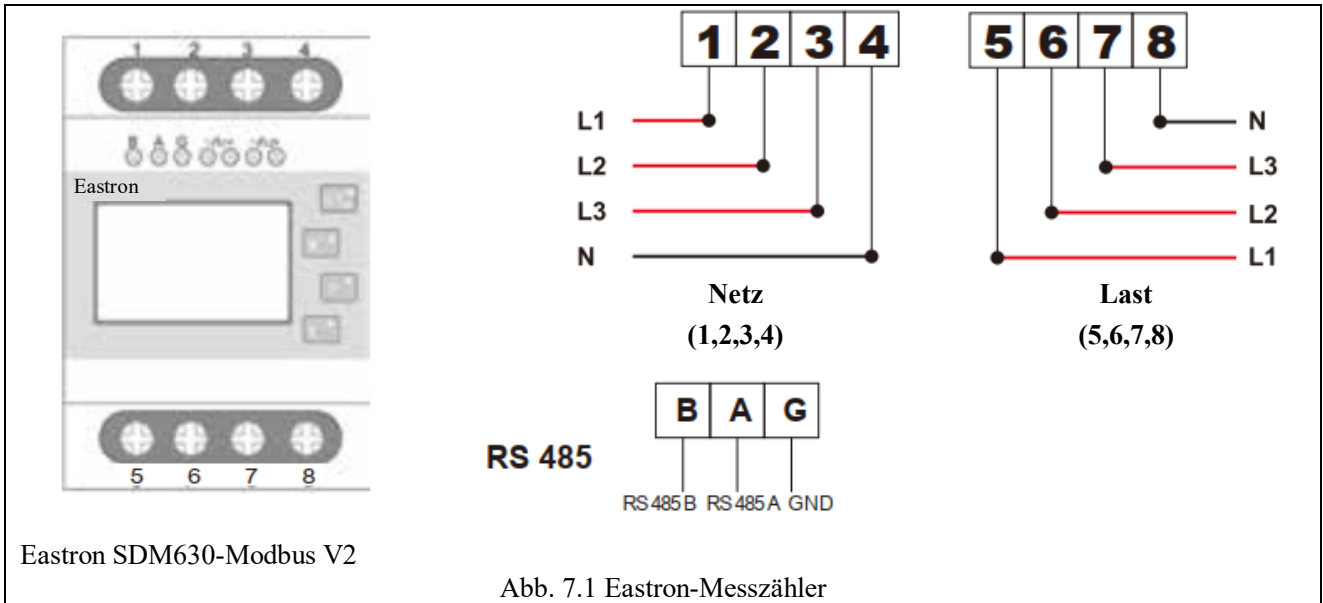 1 2 3 4
B A G
Eastron
5 6 7 8
Eastron SDM630-Modbus V2
1 2 3 4
L1
L2
L3
N
Netz
(1,2,3,4)
5 6 7 8
N
L3
L2
L1
Last
(5,6,7,8)
RS 485
B A G
RS485B RS485A GND
Abb. 7.1 Eastron-Messzähler